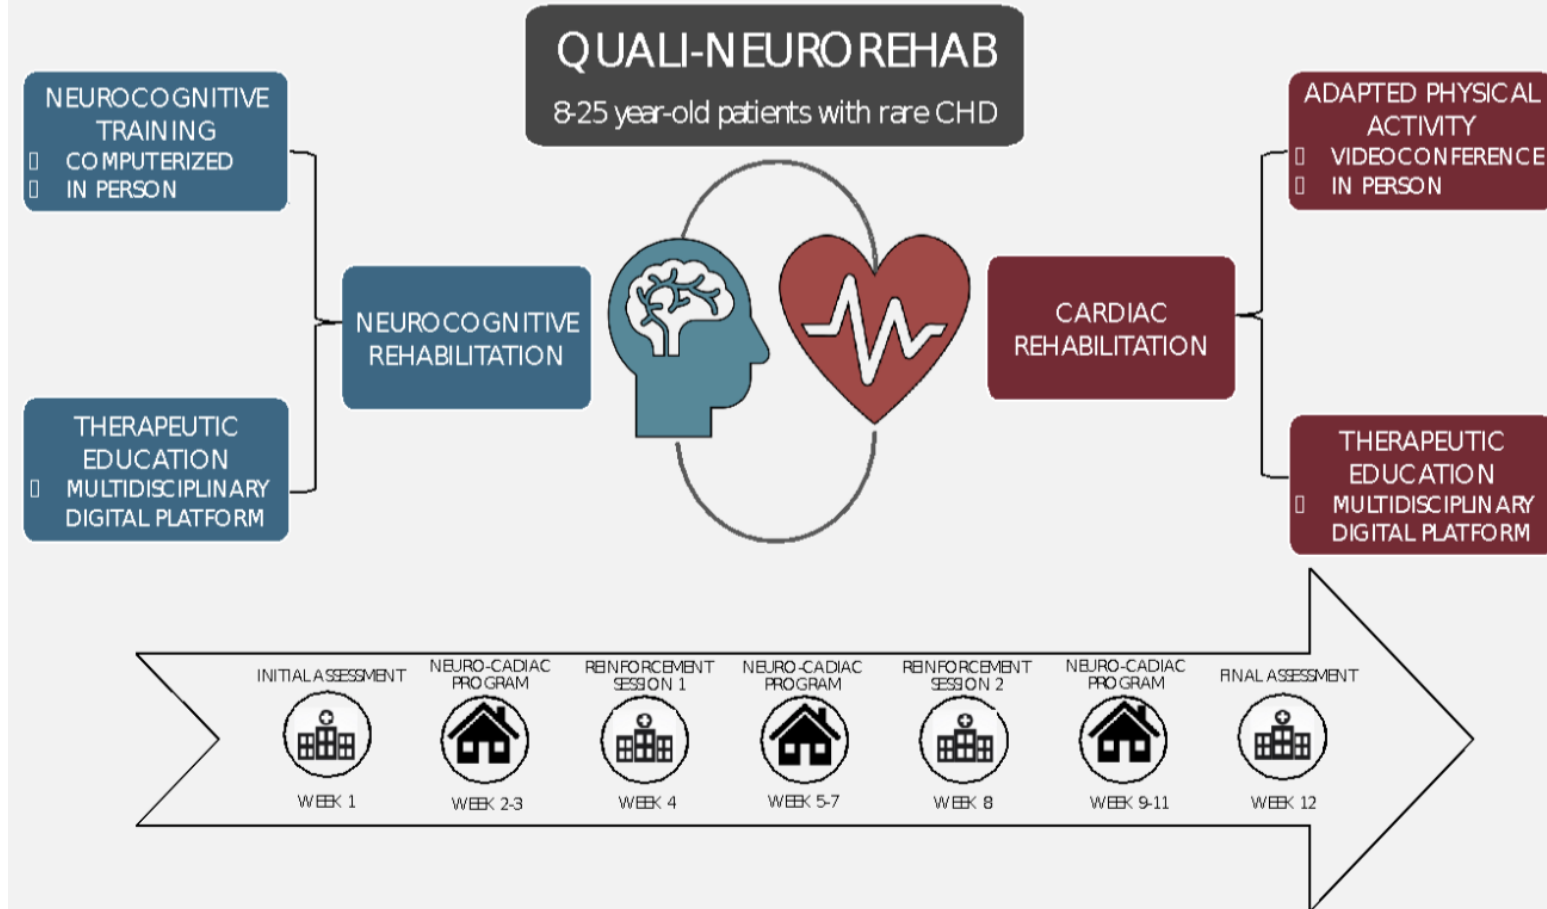 QUALI-NEUROREHAB
8-25 year-old patients with rare CHD
NEUROCOGNITIVE
TRAINING
COMPUTERIZED
IN PERSON
NEUROCOGNITIVE
REHABILITATION
THERAPEUTIC
EDUCATION
MULTIDISCIPLINARY
DIGITAL PLATFORM
ADAPTED PHYSICAL
ACTIVITY
VIDEOCONFERENCE
IN PERSON
CARDIAC
REHABILITATION
THERAPEUTIC
EDUCATION
MULTIDISCIPLINARY
DIGITAL PLATFORM
INITIAL ASSESSMENT
WEEK 1
NEURO-CADIAC
PROGRAM
WEEK 2-3
REINFORCEMENT
SESSION 1
WEEK 4
NEURO-CADIAC
PROGRAM
WEEK 5-7
REINFORCEMENT
SESSION 2
WEEK 8
NEURO-CADIAC
PROGRAM
WEEK 9-11
FINAL ASSESSMENT
WEEK 12